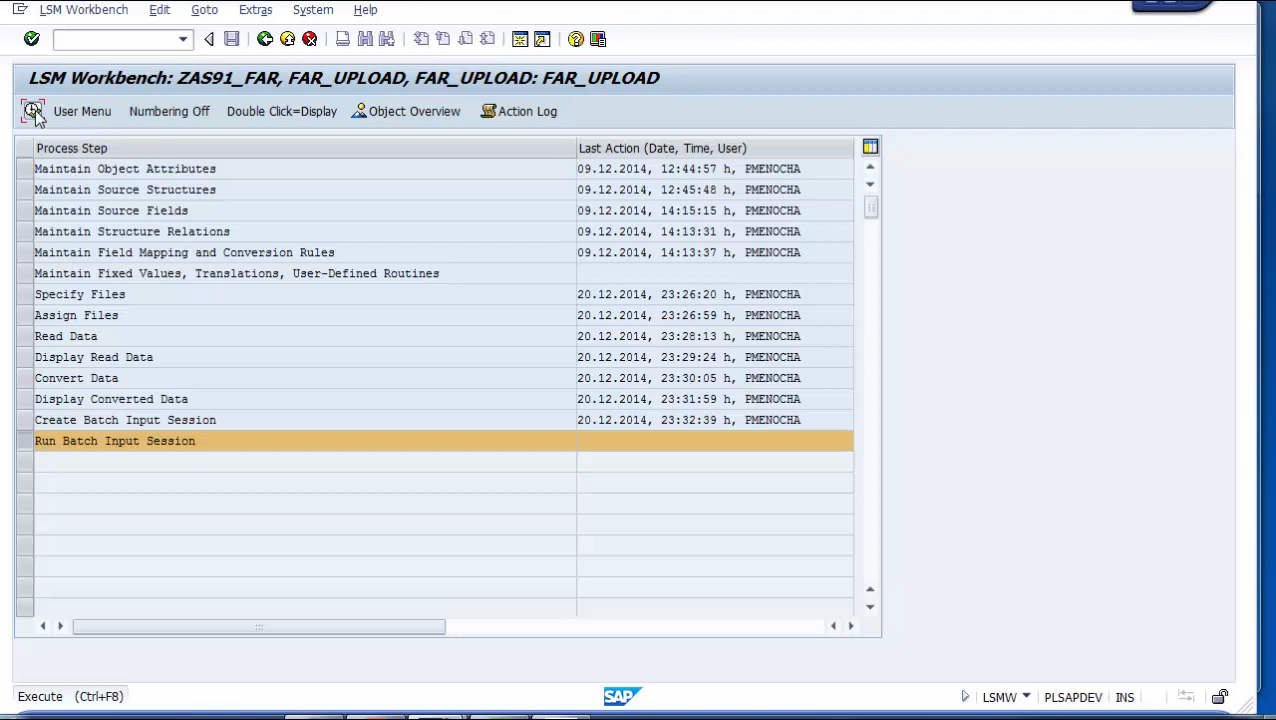 LSM Workbench Edit Goto Extras System Help
LSM Workbench: ZAS91_FAR, FAR_UPLOAD, FAR_UPLOAD: FAR_UPLOAD
User Menu Numbering Off Double Click=Display Object Overview Action Log
Process Step Last Action (Date, Time, User)
Maintain Object Attributes 09.12.2014, 12:44:57 h, PMENOCHA
Maintain Source Structures 09.12.2014, 12:45:48 h, PMENOCHA
Maintain Source Fields 09.12.2014, 14:15:15 h, PMENOCHA
Maintain Structure Relations 09.12.2014, 14:13:31 h, PMENOCHA
Maintain Field Mapping and Conversion Rules 09.12.2014, 14:13:37 h, PMENOCHA
Maintain Fixed Values, Translations, User-Defined Routines
Specify Files 20.12.2014, 23:26:20 h, PMENOCHA
Assign Files 20.12.2014, 23:26:59 h, PMENOCHA
Read Data 20.12.2014, 23:28:13 h, PMENOCHA
Display Read Data 20.12.2014, 23:29:24 h, PMENOCHA
Convert Data 20.12.2014, 23:30:05 h, PMENOCHA
Display Converted Data 20.12.2014, 23:31:59 h, PMENOCHA
Create Batch Input Session 20.12.2014, 23:32:39 h, PMENOCHA
Run Batch Input Session
Execute (Ctrl+F8) SAP LSMW PLSAPDEV INS